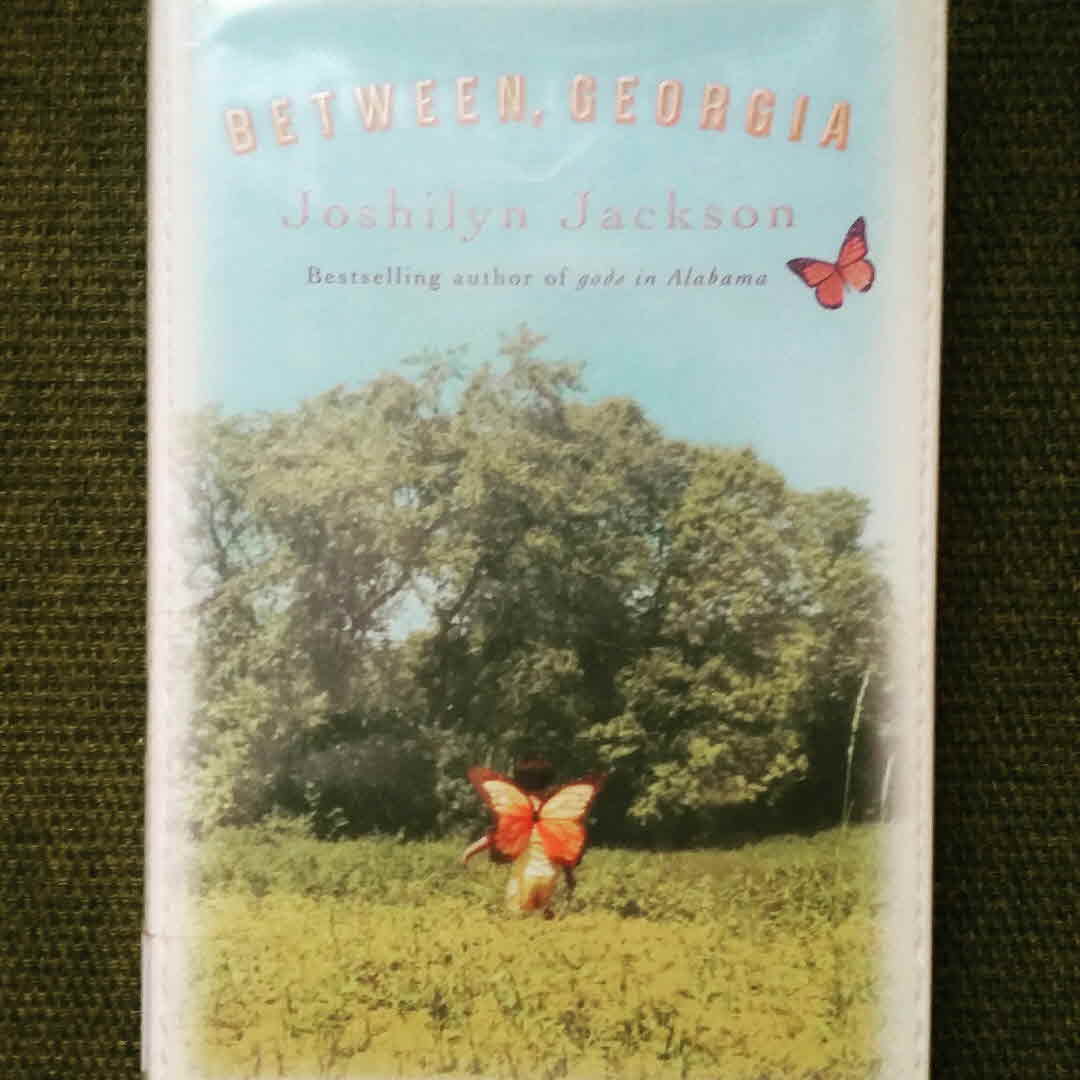 BETWEEN, GEORGIA
Joshilyn Jackson
Bestselling author of gods in Alabama